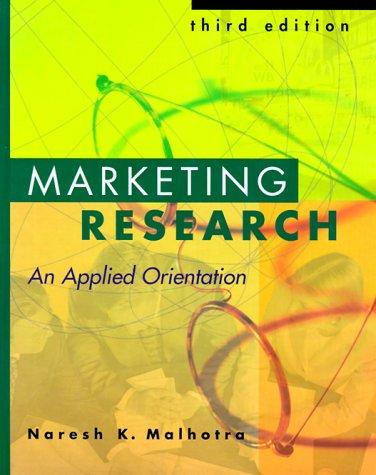 third edition
MARKETING
RESEARCH
An Applied Orientation
Naresh K. Malhotra